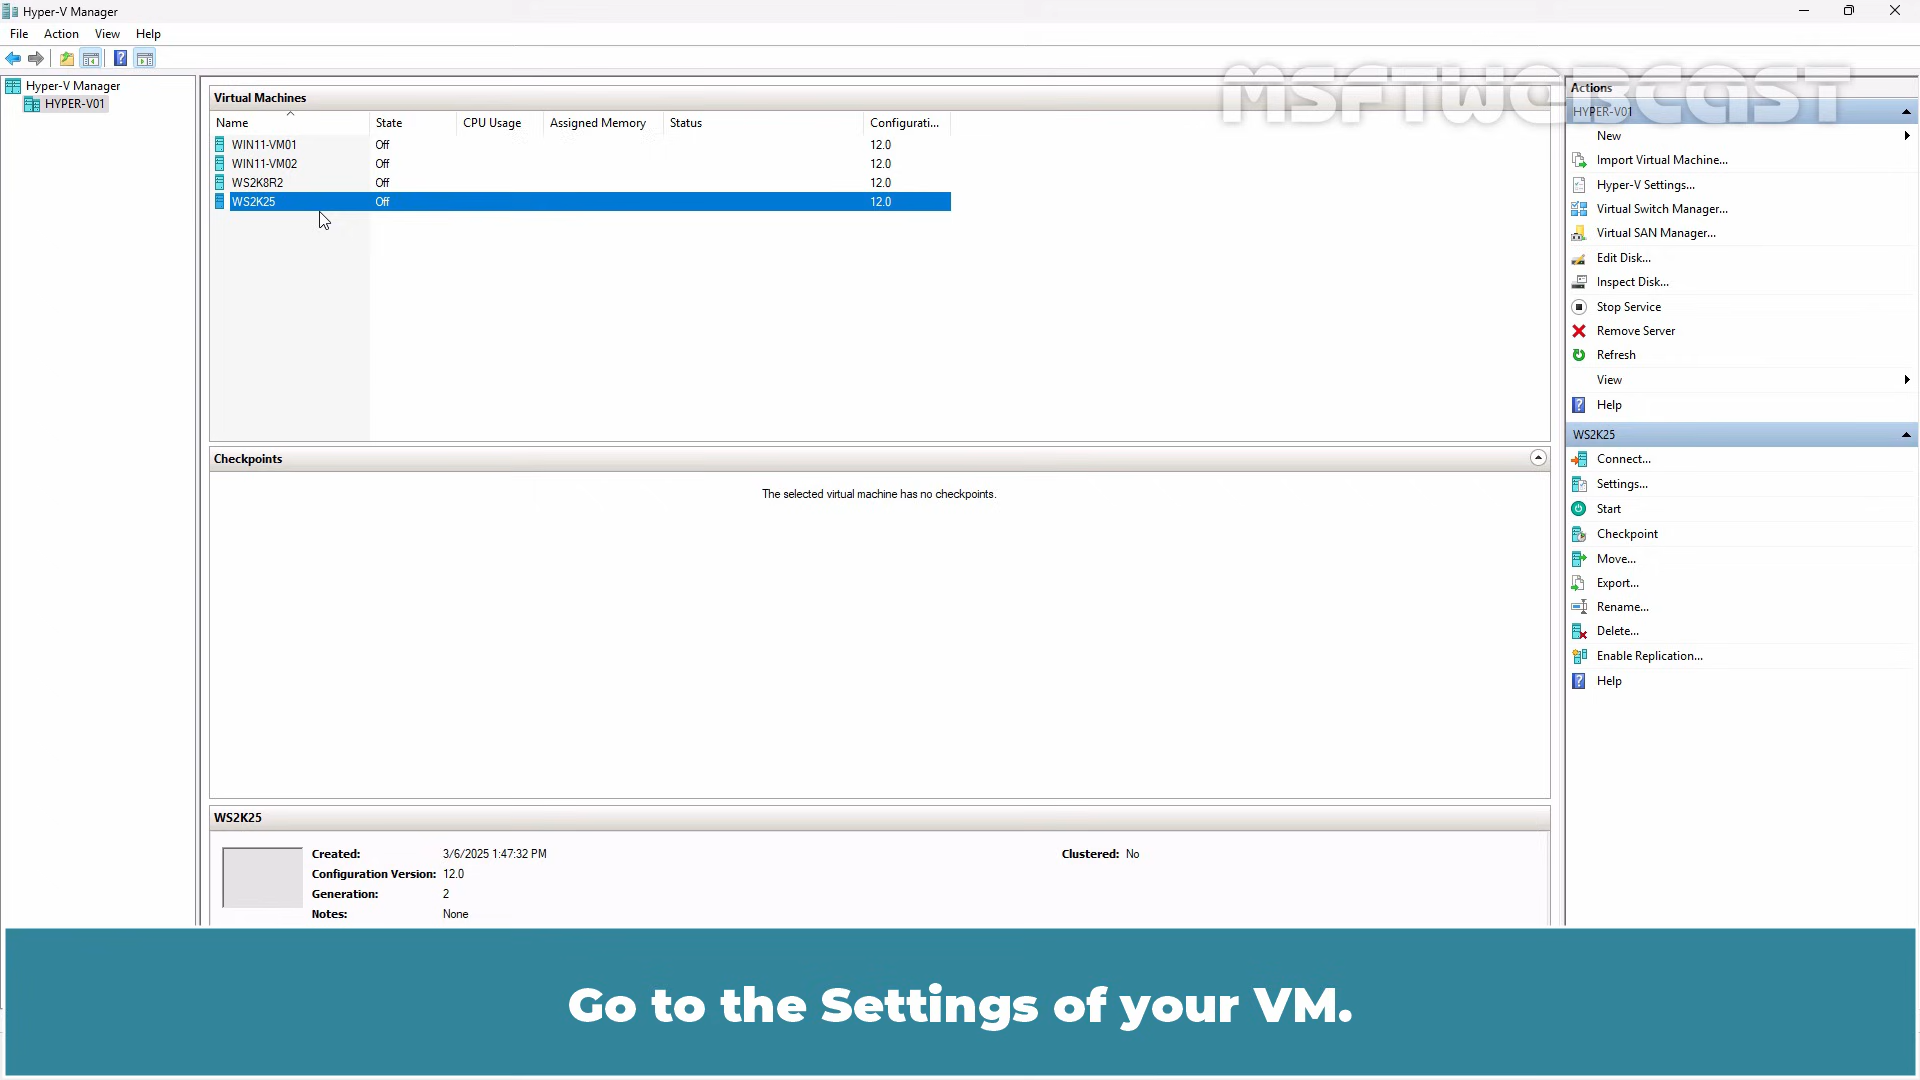 Hyper-V Manager
File Action View Help
Hyper-V Manager
HYPER-V01
Virtual Machines
Name State CPU Usage Assigned Memory Status Configurati...
WIN11-VM01 Off 12.0
WIN11-VM02 Off 12.0
WS2K8R2 Off 12.0
WS2K25 Off 12.0
Checkpoints
The selected virtual machine has no checkpoints.
WS2K25
Created: 3/6/2025 1:47:32 PM Clustered: No
Configuration Version: 12.0
Generation: 2
Notes: None
MSFTWEBCAST
Actions
HYPER-V01
New
Import Virtual Machine...
Hyper-V Settings...
Virtual Switch Manager...
Virtual SAN Manager...
Edit Disk...
Inspect Disk...
Stop Service
Remove Server
Refresh
View
Help
WS2K25
Connect...
Settings...
Start
Checkpoint
Move...
Export...
Rename...
Delete...
Enable Replication...
Help
Go to the Settings of your VM.